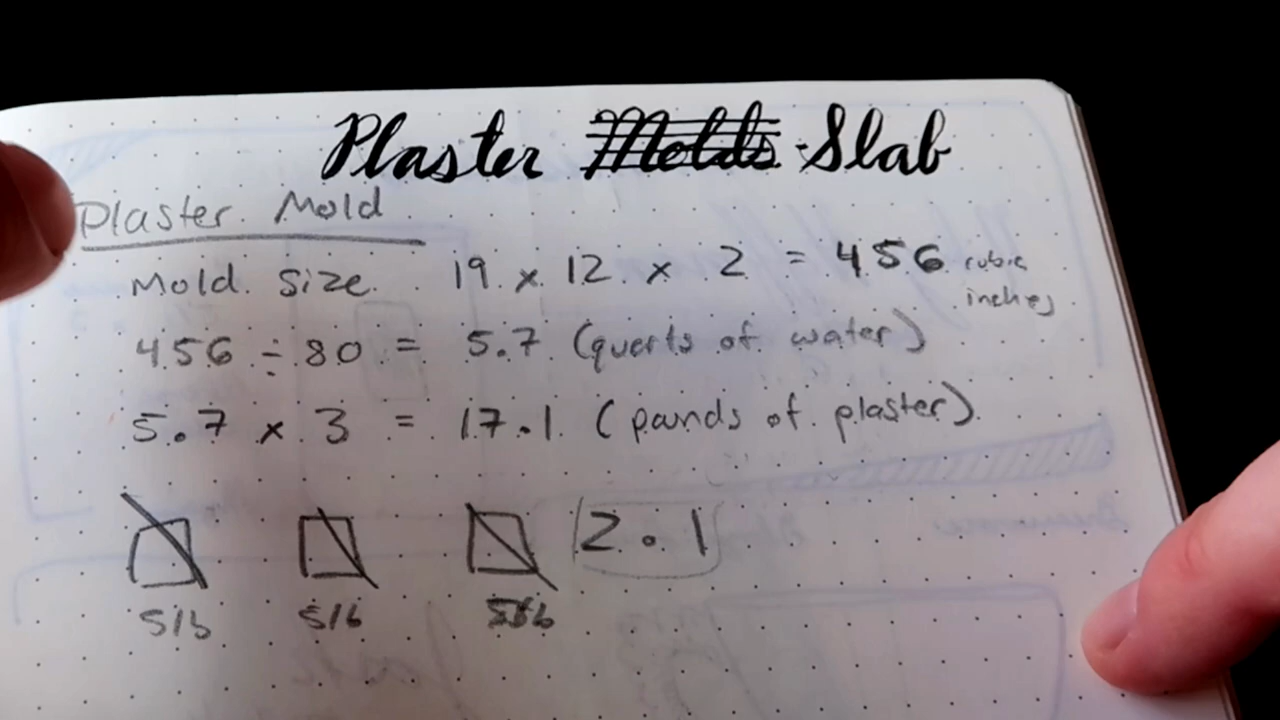 Plaster Molds Slab
Plaster Mold
Mold Size 19 x 12 x 2 = 456 cubic inches
456 ÷ 80 = 5.7 (querts of water)
5.7 x 3 = 17.1 (pounds of plaster)
2.1
5lb 5lb 5lb